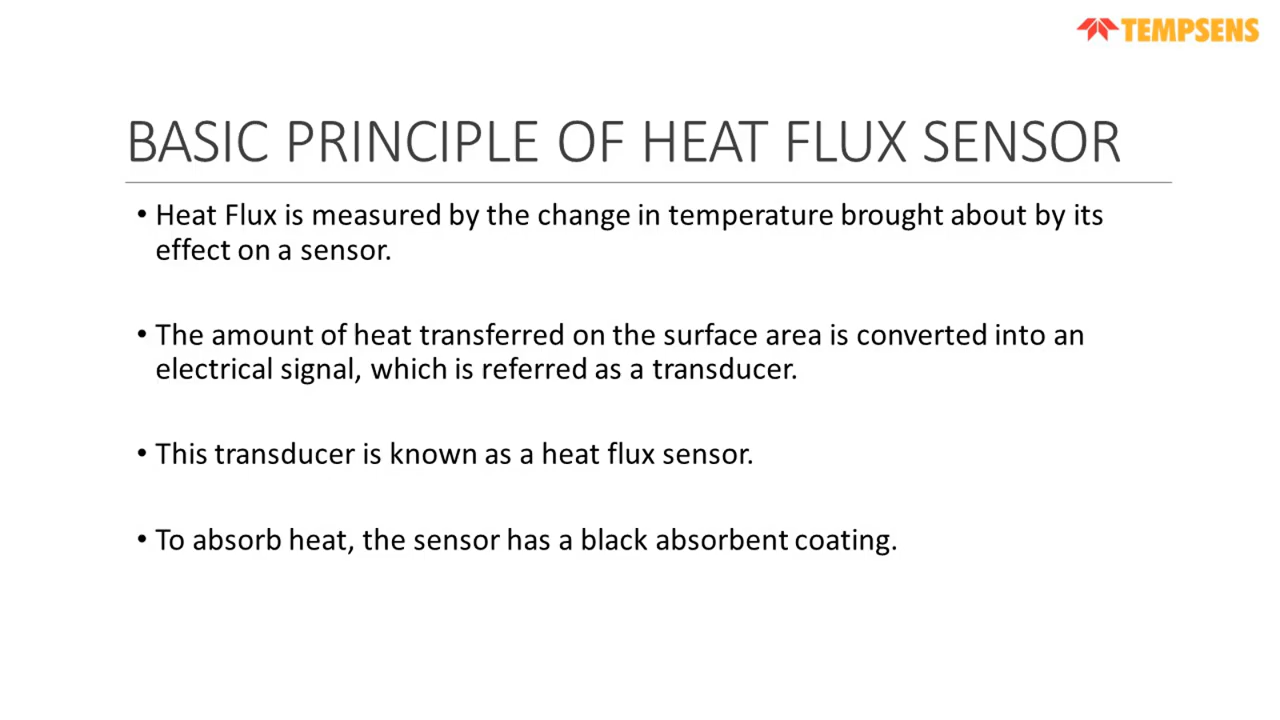 TEMPSENS
BASIC PRINCIPLE OF HEAT FLUX SENSOR
• Heat Flux is measured by the change in temperature brought about by its
effect on a sensor.
• The amount of heat transferred on the surface area is converted into an
electrical signal, which is referred as a transducer.
• This transducer is known as a heat flux sensor.
• To absorb heat, the sensor has a black absorbent coating.